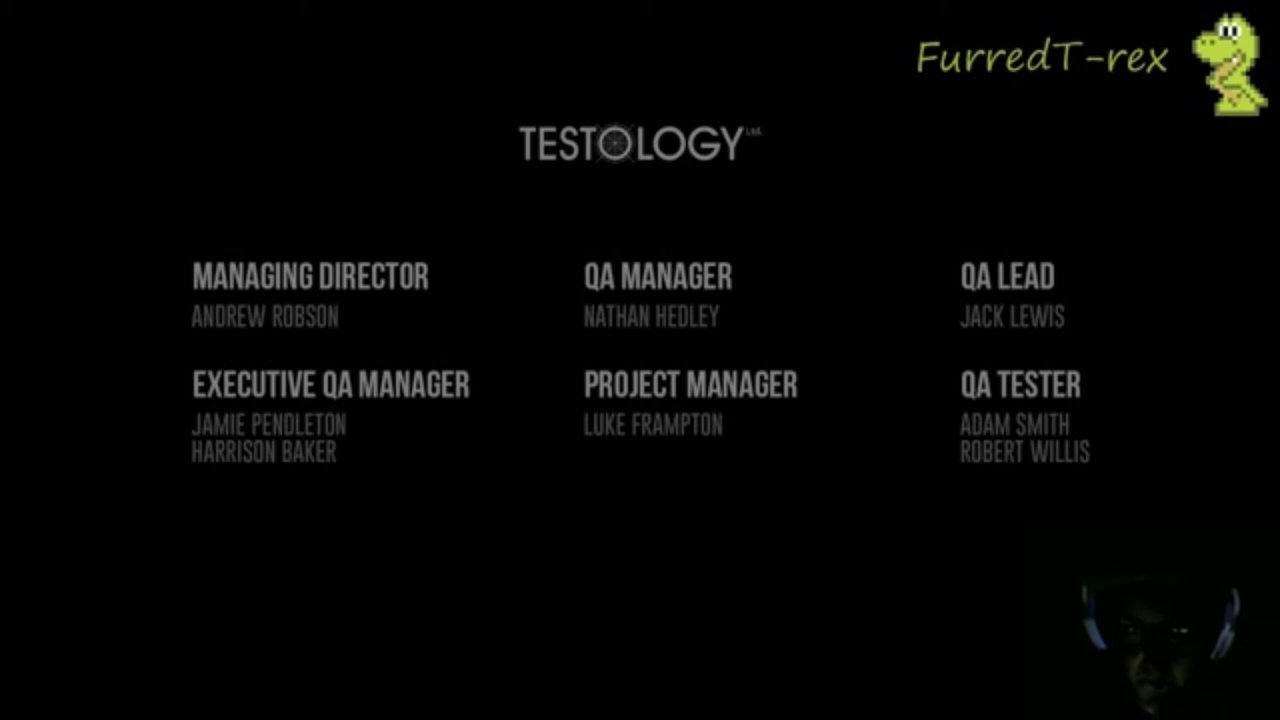 FurredT-rex
TESTOLOGY Ltd.
MANAGING DIRECTOR
ANDREW ROBSON
QA MANAGER
NATHAN HEDLEY
QA LEAD
JACK LEWIS
EXECUTIVE QA MANAGER
JAMIE PENDLETON
HARRISON BAKER
PROJECT MANAGER
LUKE FRAMPTON
QA TESTER
ADAM SMITH
ROBERT WILLIS